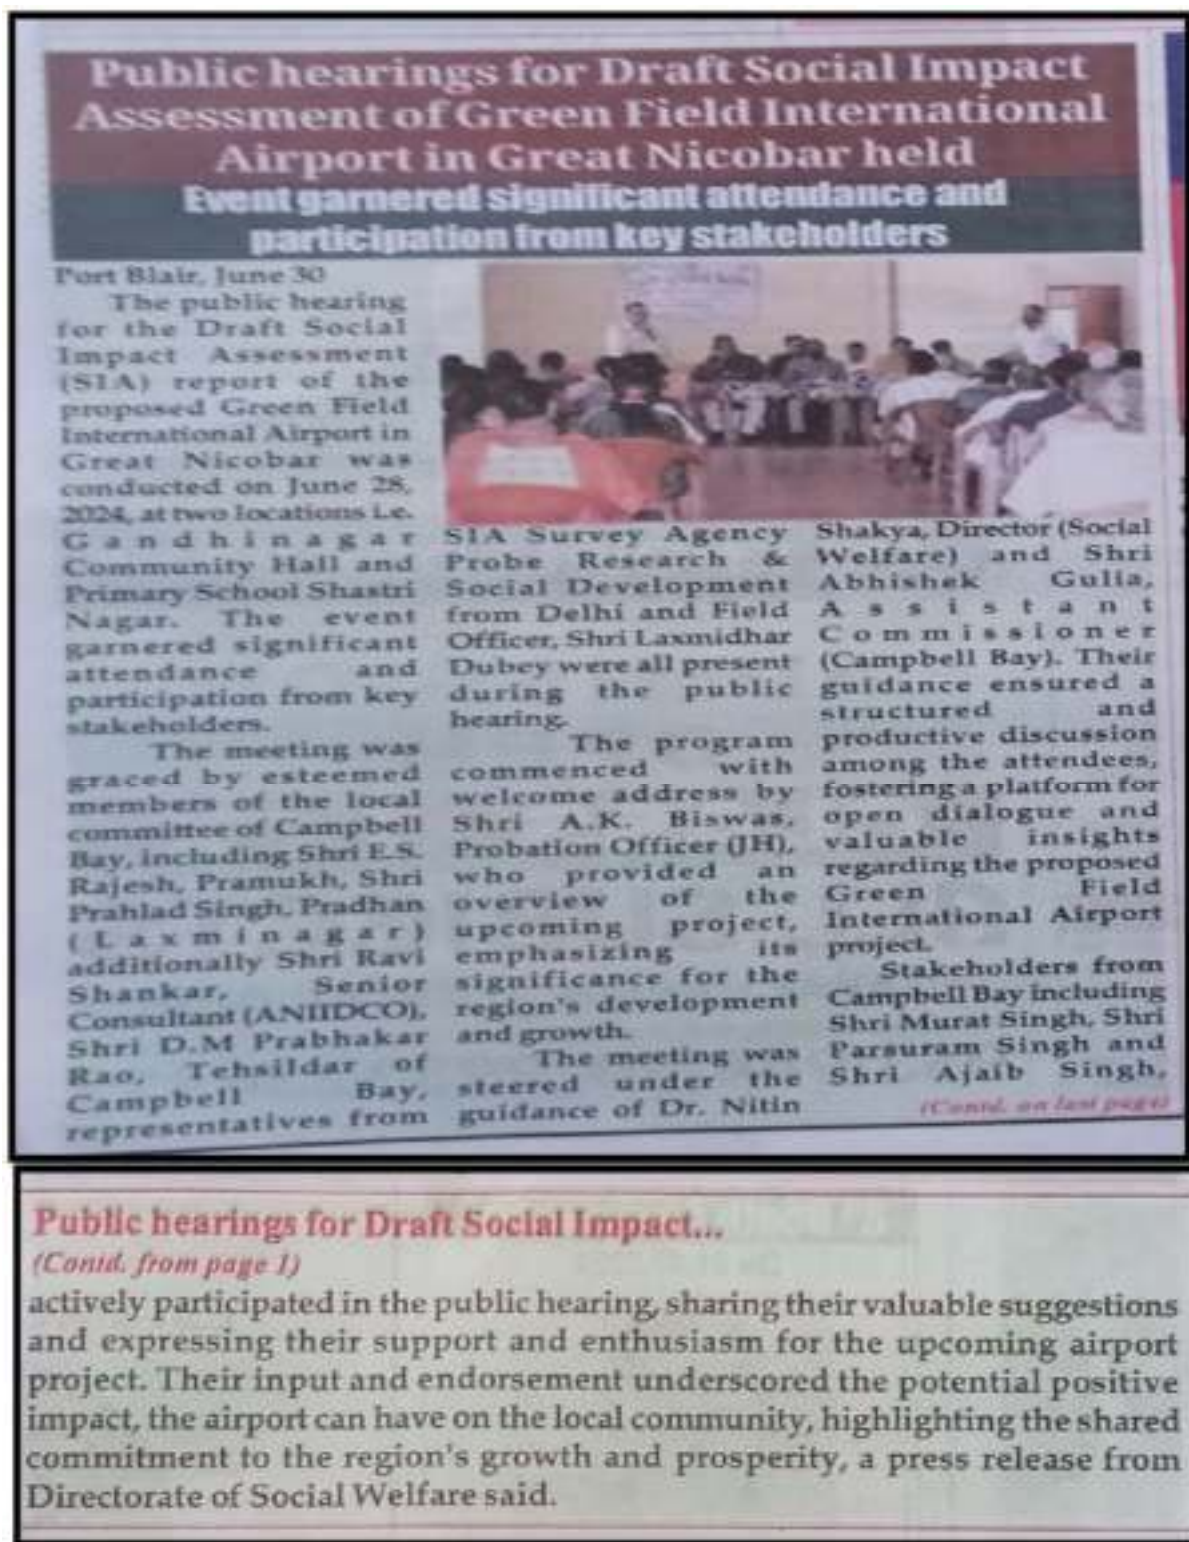 Public hearings for Draft Social Impact
Assessment of Green Field International
Airport in Great Nicobar held
Event garnered significant attendance and
participation from key stakeholders
Port Blair, June 30
The public hearing
for the Draft Social
Impact Assessment
(SIA) report of the
proposed Green Field
International Airport in
Great Nicobar was
conducted on June 28,
2024, at two locations i.e.
Gandhinagar
Community Hall and
Primary School Shastri
Nagar. The event
garnered significant
attendance and
participation from key
stakeholders.
The meeting was
graced by esteemed
members of the local
committee of Campbell
Bay, including Shri E.S.
Rajesh, Pramukh, Shri
Prahlad Singh, Pradhan
(Laxminagar)
additionally Shri Ravi
Shankar, Senior
Consultant (ANIIDCO),
Shri D.M Prabhakar
Rao, Tehsildar of
Campbell Bay,
representatives from
SIA Survey Agency
Probe Research &
Social Development
from Delhi and Field
Officer, Shri Laxmidhar
Dubey were all present
during the public
hearing.
The program
commenced with
welcome address by
Shri A.K. Biswas,
Probation Officer (JH),
who provided an
overview of the
upcoming project,
emphasizing its
significance for the
region's development
and growth.
The meeting was
steered under the
guidance of Dr. Nitin
Shakya, Director (Social
Welfare) and Shri
Abhishek Gulia,
Assistant
Commissioner
(Campbell Bay). Their
guidance ensured a
structured and
productive discussion
among the attendees,
fostering a platform for
open dialogue and
valuable insights
regarding the proposed
Green Field
International Airport
project.
Stakeholders from
Campbell Bay including
Shri Murat Singh, Shri
Parsuram Singh and
Shri Ajaib Singh,
(Contd. on last page)
Public hearings for Draft Social Impact...
(Contd. from page 1)
actively participated in the public hearing, sharing their valuable suggestions
and expressing their support and enthusiasm for the upcoming airport
project. Their input and endorsement underscored the potential positive
impact, the airport can have on the local community, highlighting the shared
commitment to the region's growth and prosperity, a press release from
Directorate of Social Welfare said.